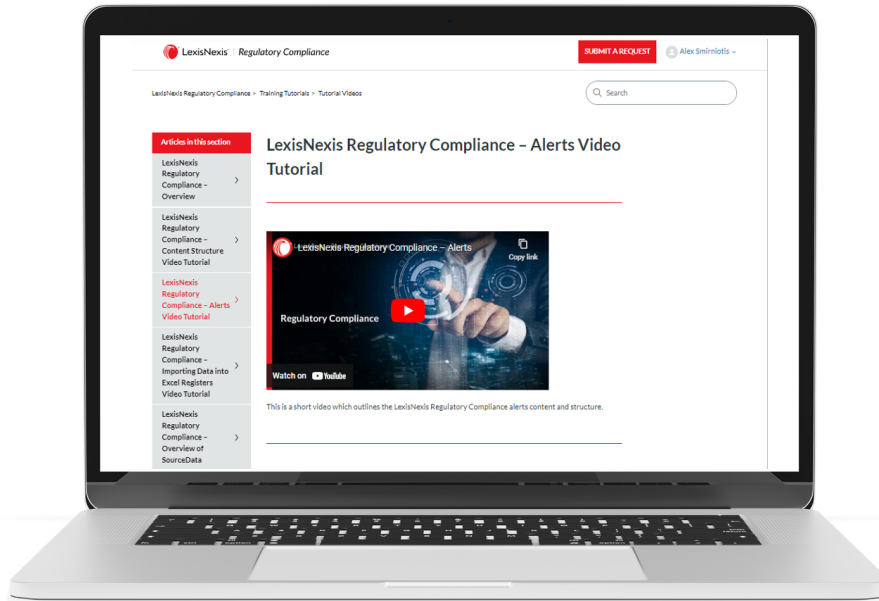 LexisNexis | Regulatory Compliance
SUBMIT A REQUEST
Alex Smirniotis
LexisNexis Regulatory Compliance > Training Tutorials > Tutorial Videos
Search
Articles in this section
LexisNexis
Regulatory
Compliance –
Overview
LexisNexis
Regulatory
Compliance –
Content Structure
Video Tutorial
LexisNexis
Regulatory
Compliance – Alerts
Video Tutorial
LexisNexis
Regulatory
Compliance –
Importing Data into
Excel Registers
Video Tutorial
LexisNexis
Regulatory
Compliance –
Overview of
SourceData
LexisNexis Regulatory Compliance – Alerts Video
Tutorial
LexisNexis Regulatory Compliance – Alerts
Copy link
Regulatory Compliance
Watch on YouTube
This is a short video which outlines the LexisNexis Regulatory Compliance alerts content and structure.